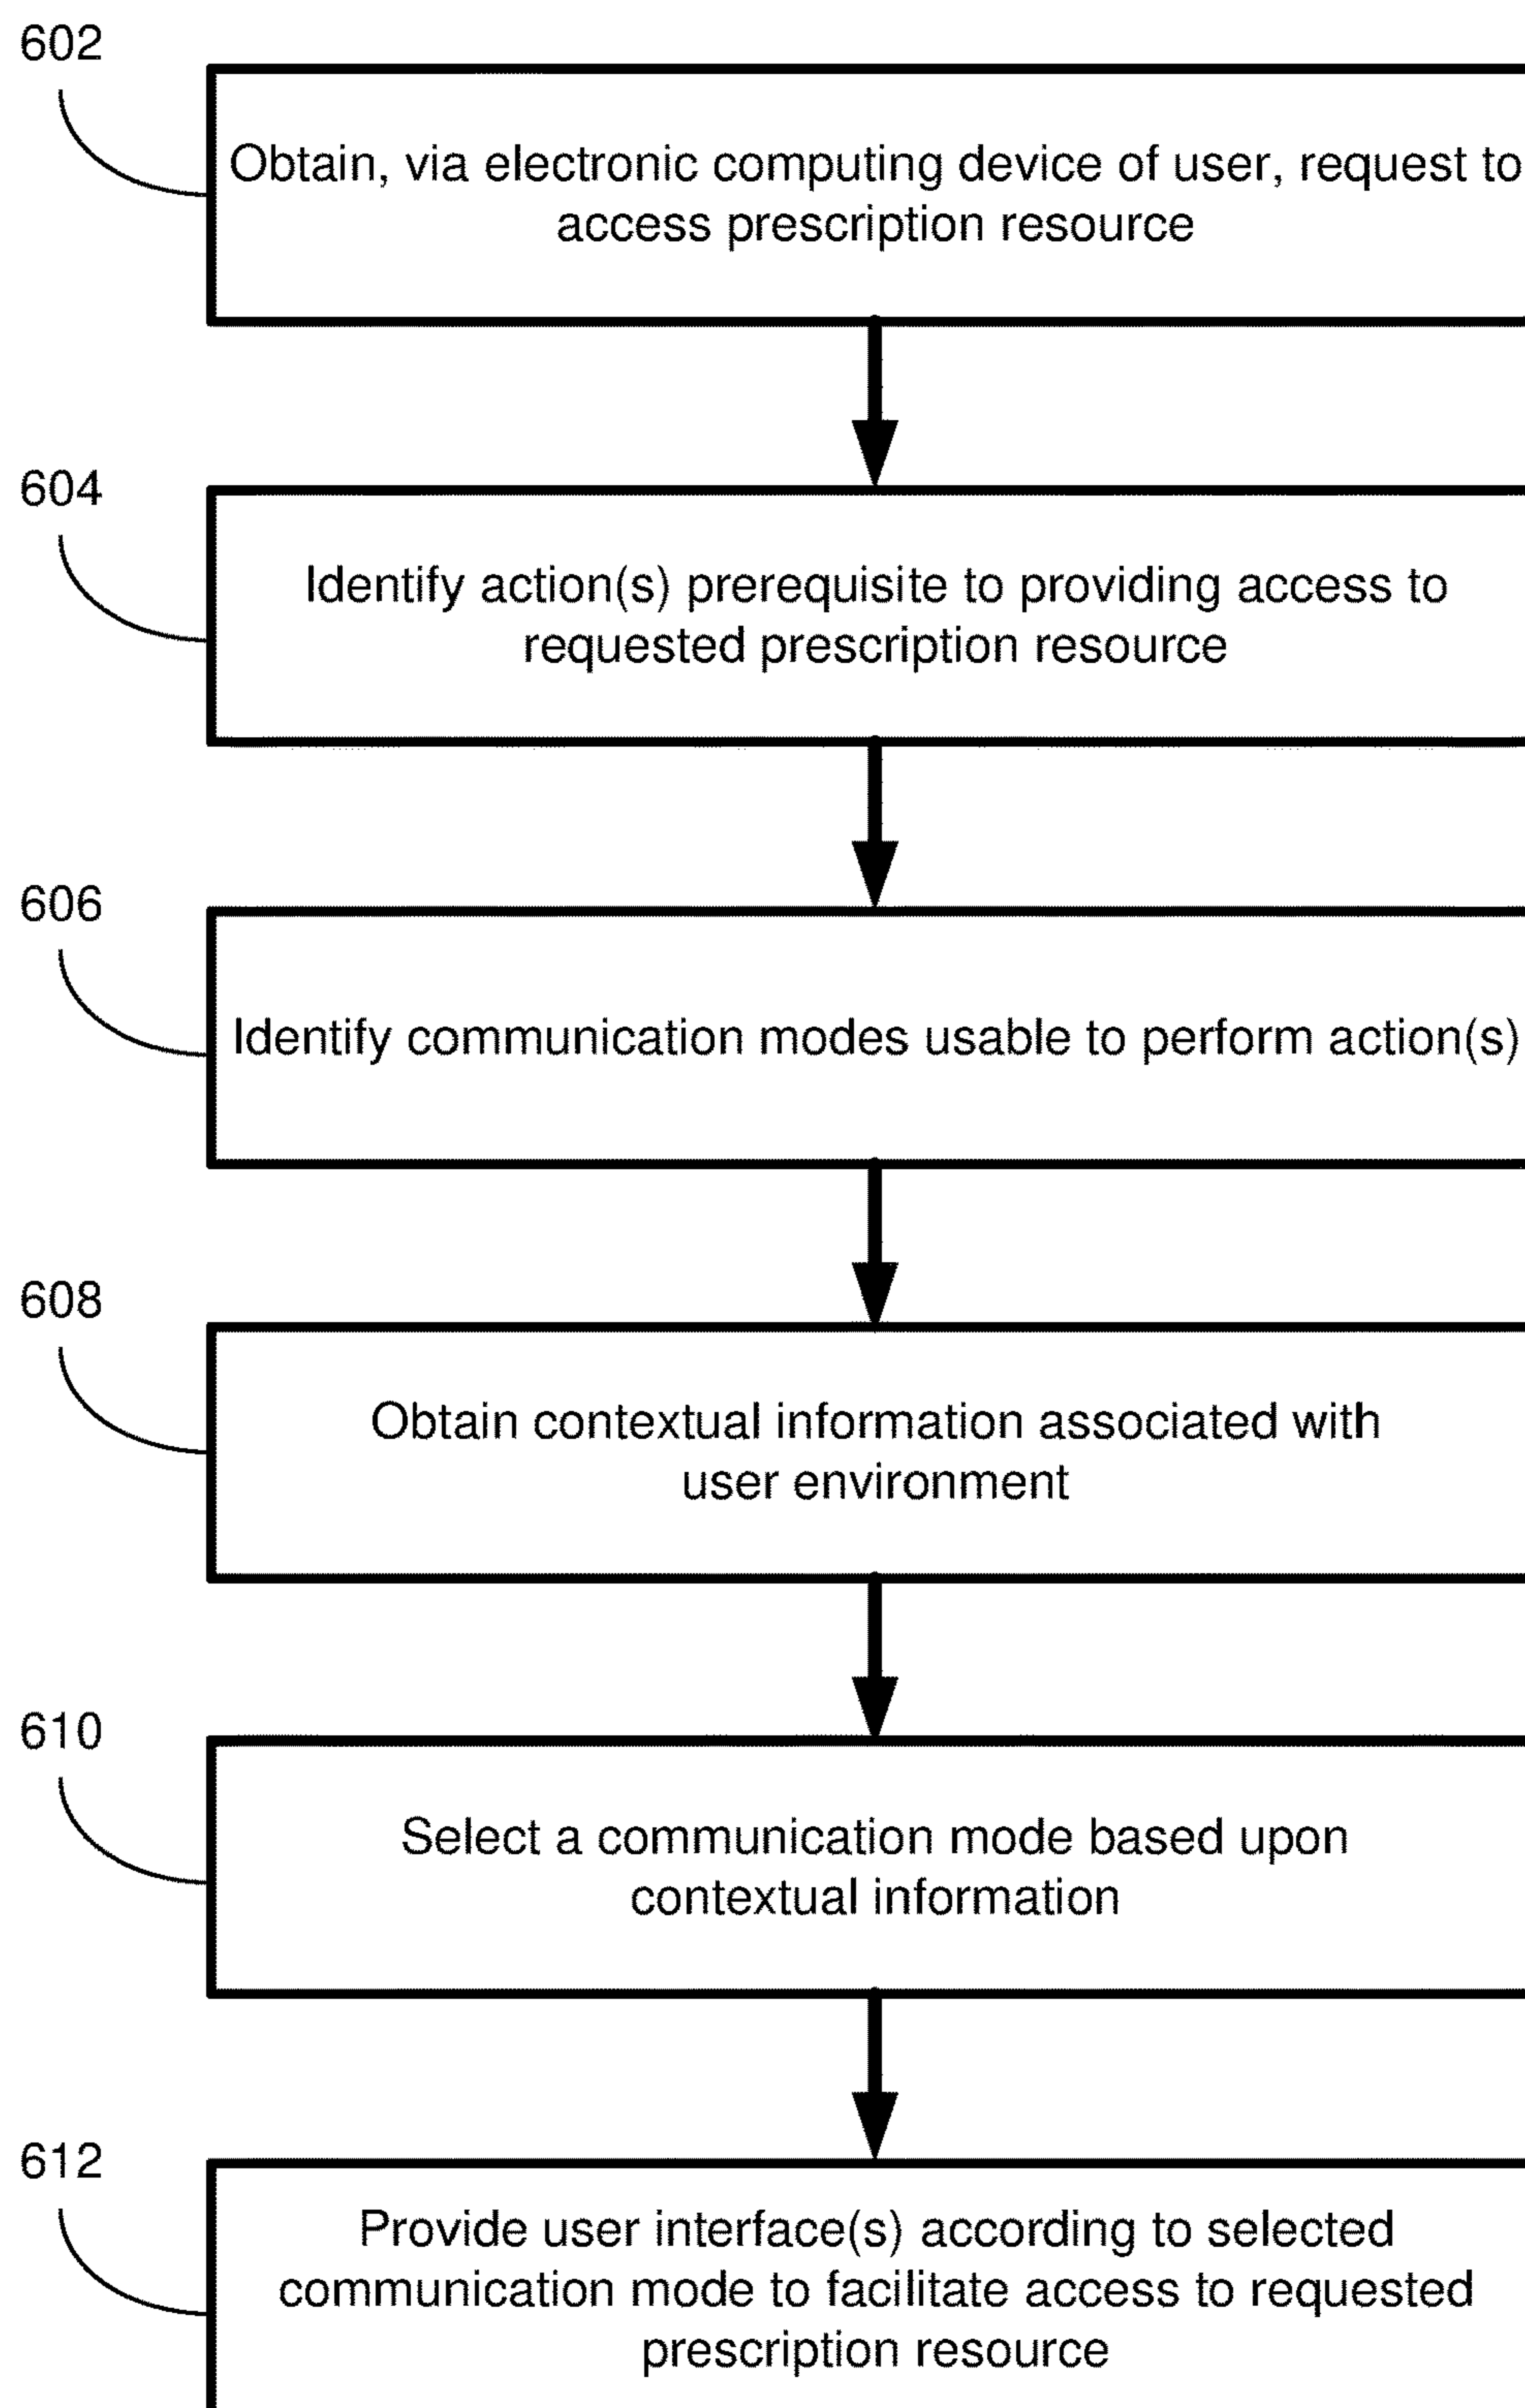 602
Obtain, via electronic computing device of user, request to
access prescription resource
604
Identify action(s) prerequisite to providing access to
requested prescription resource
606
Identify communication modes usable to perform action(s)
608
Obtain contextual information associated with
user environment
610
Select a communication mode based upon
contextual information
612
Provide user interface(s) according to selected
communication mode to facilitate access to requested
prescription resource